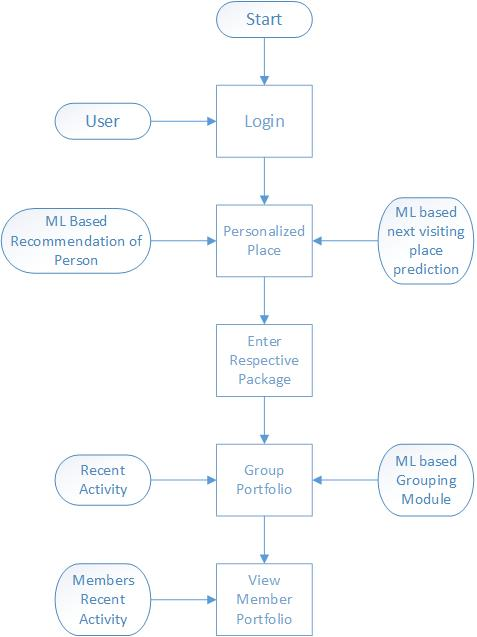 Start
User
Login
ML Based
Recommendation of
Person
Personalized
Place
ML based
next visiting
place
prediction
Enter
Respective
Package
Recent
Activity
Group
Portfolio
ML based
Grouping
Module
Members
Recent
Activity
View
Member
Portfolio